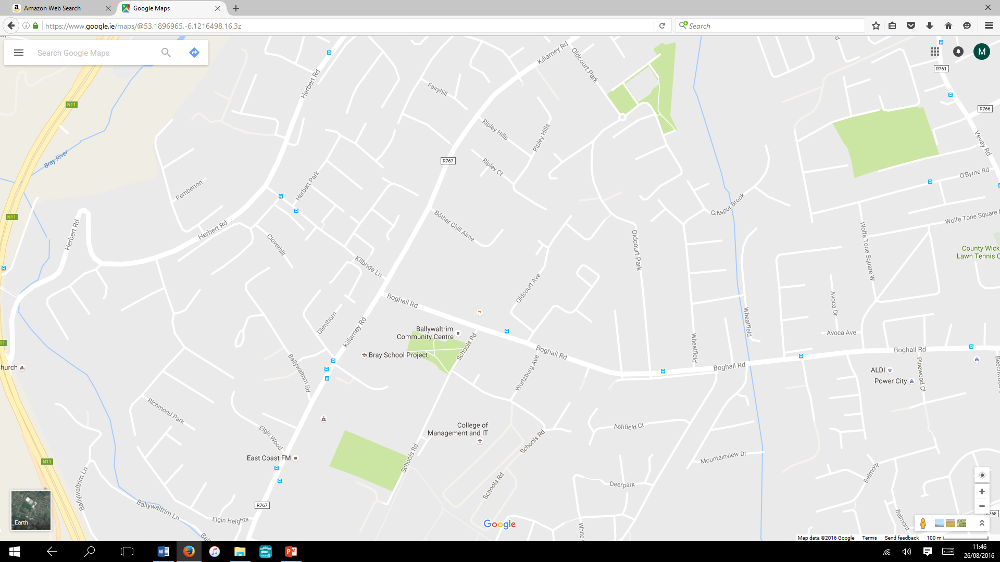 Amazon Web Search
Google Maps
https://www.google.ie/maps/@53.1896965,-6.1216498,16.3z
Search
Search Google Maps
M
Killarney Rd
Oldcourt Park
Herbert Rd
R761
Fairyhill
N11
R766
Ripley Hills
Ripley Hills
Vevay Rd
Bray River
R767
Ripley Ct
O'Byrne Rd
Herbert Park
Pemberton
Giltspur Brook
N11
Bóthar Chill Airne
Wolfe Tone Square
Herbert Rd
Herbert Rd
Cloverhill
Oldcourt Park
Wolfe Tone Square W
County Wick
Lawn Tennis C
Kilbride Ln
Oldcourt Ave
Boghall Rd
Avoca Dr
Glenthorn
Wheatfield
Killarney Rd
Ballywaltrim
Community Centre
Schools Rd
Avoca Ave
11
Wheatfield
Boghall Rd
Boghall Rd
Bray School Project
Boghall Rd
Ballywaltrim Rd
Wurtzburg Ave
Pinewood Cl
hurch
ALDI
Power City
Richmond Park
College of
Management and IT
Ashfield Ct
Elgin Wood
Schools Rd
East Coast FM
Schools Rd
Mountainview Dr
N11
Belmont
Ballywaltrim Ln
Schools Rd
Deerpark
Ballywaltrim Ln
R767
Elgin Heights
Belmont
R768
Earth
Google
Map data ©2016 Google
Terms
Send feedback
100 m
11:46
26/08/2016